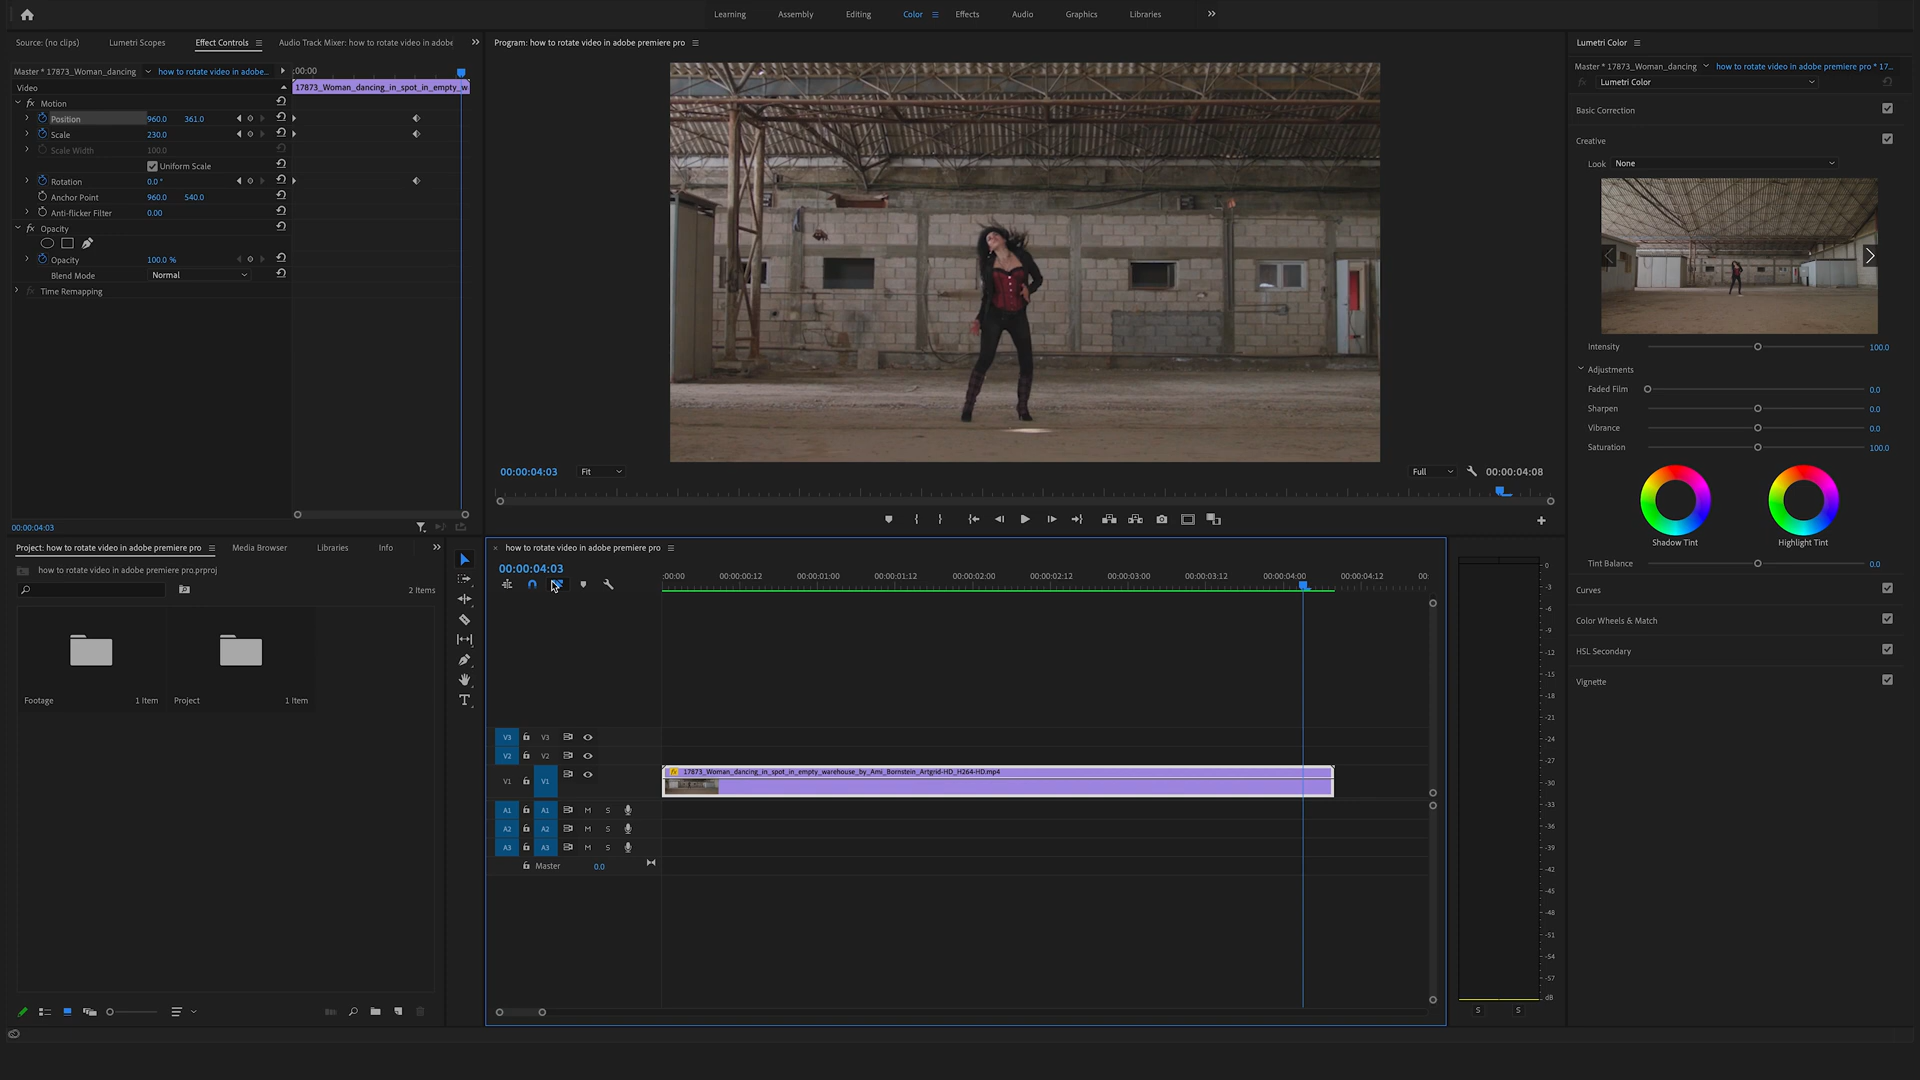 Learning Assembly Editing Color Effects Audio Graphics Libraries
Source: (no clips) Lumetri Scopes Effect Controls Audio Track Mixer: how to rotate video in adobe
Master * 17873_Woman_dancing how to rotate video in adobe... :00:00
Video 17873_Woman_dancing_in_spot_in_empty_w
fx Motion
Position 960.0 361.0
Scale 230.0
Scale Width 100.0
Uniform Scale
Rotation 0.0 °
Anchor Point 960.0 540.0
Anti-flicker Filter 0.00
fx Opacity
Opacity 100.0 %
Blend Mode Normal
fx Time Remapping
00:00:04:03
Program: how to rotate video in adobe premiere pro
00:00:04:03 Fit Full 00:00:04:08
Lumetri Color
Master * 17873_Woman_dancing how to rotate video in adobe premiere pro * 17...
fx Lumetri Color
Basic Correction
Creative
Look None
Intensity 100.0
Adjustments
Faded Film 0.0
Sharpen 0.0
Vibrance 0.0
Saturation 100.0
Shadow Tint Highlight Tint
Tint Balance 0.0
Curves
Color Wheels & Match
HSL Secondary
Vignette
Project: how to rotate video in adobe premiere pro Media Browser Libraries Info
how to rotate video in adobe premiere pro.prproj
2 Items
Footage 1 Item Project 1 Item
T
how to rotate video in adobe premiere pro
00:00:04:03
:00:00 00:00:00:12 00:00:01:00 00:00:01:12 00:00:02:00 00:00:02:12 00:00:03:00 00:00:03:12 00:00:04:00 00:00:04:12 00:
V3 V3
V2 V2
V1 V1 fx 17873_Woman_dancing_in_spot_in_empty_warehouse_by_Ami_Bornstein_Artgrid-HD_H264-HD.mp4
A1 A1 M S
A2 A2 M S
A3 A3 M S
Master 0.0
0
-3
-6
-9
-12
-15
-18
-21
-24
-27
-30
-33
-36
-39
-42
-45
-48
-51
-54
-57
dB
S S